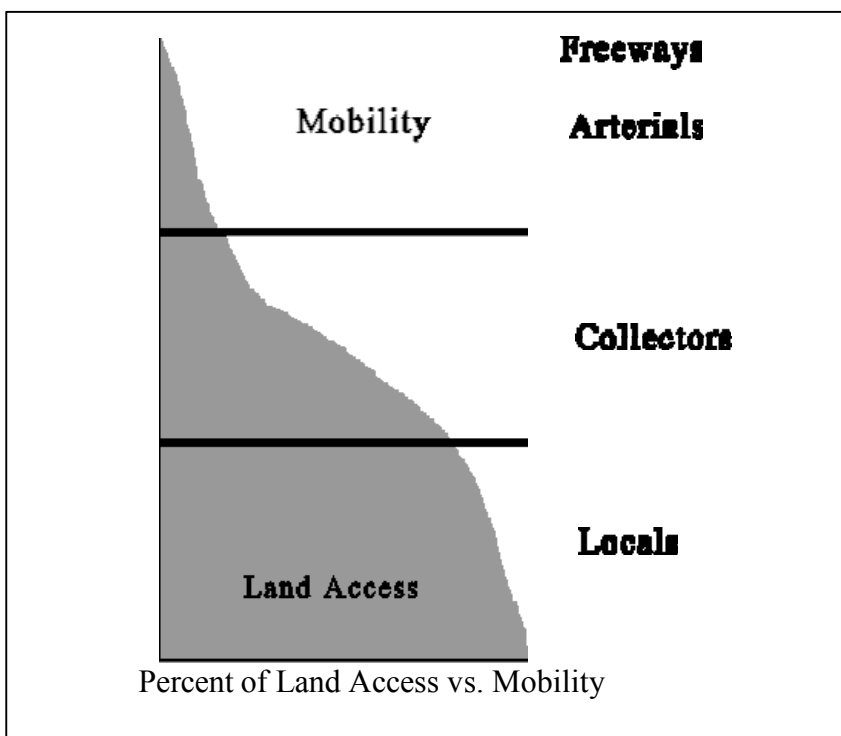 Freeways
Mobility
Arterials
Collectors
Locals
Land Access
Percent of Land Access vs. Mobility